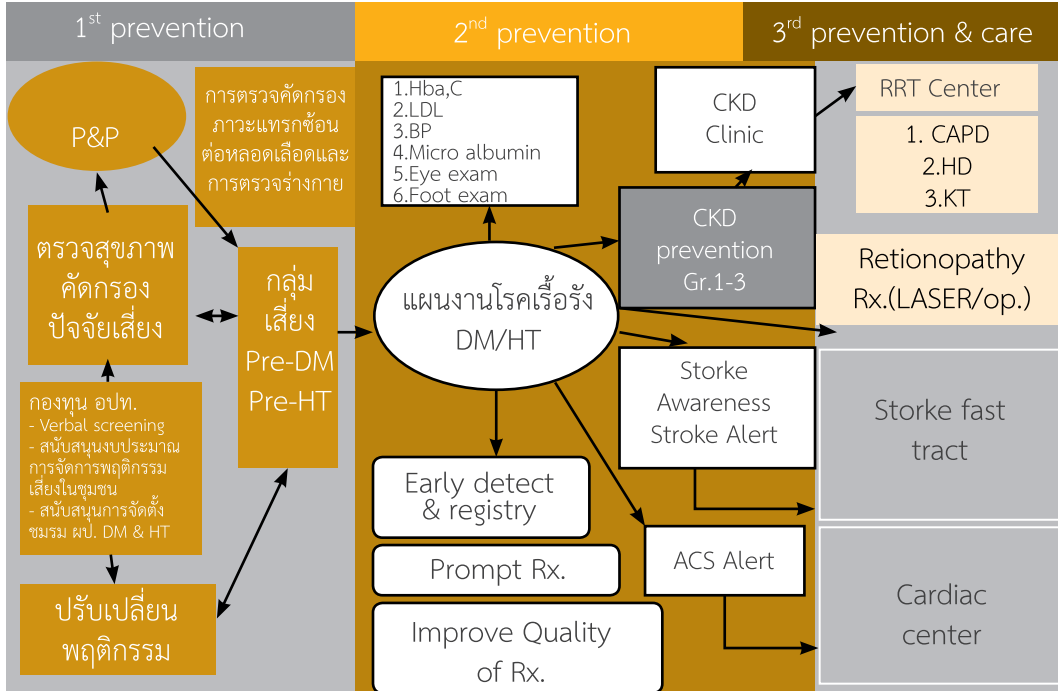 1st prevention
2nd prevention
3rd prevention & care
P&P
การตรวจคัดกรอง
ภาวะแทรกซ้อน
ต่อหลอดเลือดและ
การตรวจร่างกาย
ตรวจสุขภาพ
คัดกรอง
ปัจจัยเสี่ยง
กลุ่ม
เสี่ยง
Pre-DM
Pre-HT
กองทุน อปท.
- Verbal screening
- สนับสนุนงบประมาณ
การจัดการพฤติกรรม
เสี่ยงในชุมชน
- สนับสนุนการจัดตั้ง
ชมรม ผป. DM & HT
ปรับเปลี่ยน
พฤติกรรม
1.Hba,C
2.LDL
3.BP
4.Micro albumin
5.Eye exam
6.Foot exam
แผนงานโรคเรื้อรัง
DM/HT
Early detect
& registry
Prompt Rx.
Improve Quality
of Rx.
CKD
Clinic
CKD
prevention
Gr.1-3
Storke
Awareness
Stroke Alert
ACS Alert
RRT Center
1. CAPD
2.HD
3.KT
Retionopathy
Rx.(LASER/op.)
Storke fast
tract
Cardiac
center